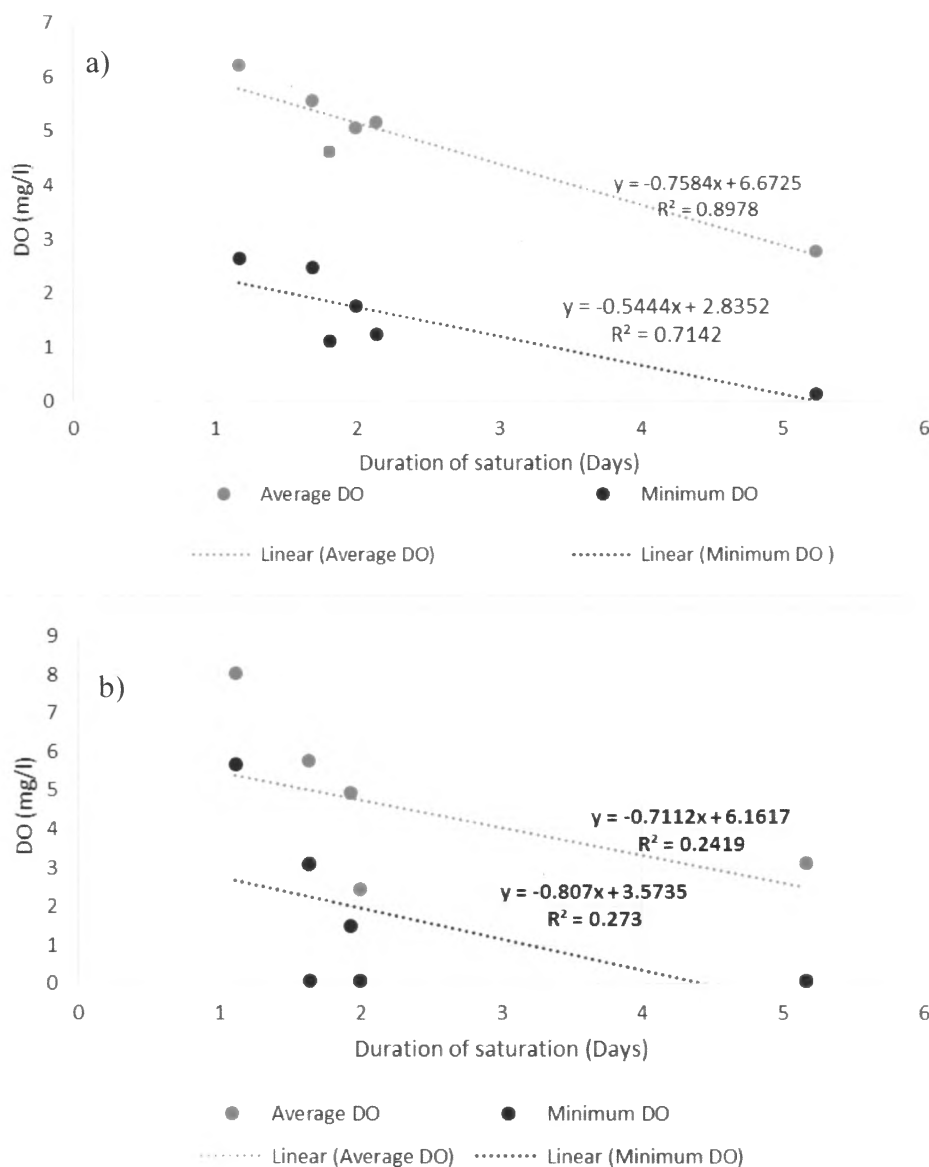 a)
7
6
5
4
3
2
1
0
DO (mg/l)
y = -0.7584x + 6.6725
R² = 0.8978
y = -0.5444x + 2.8352
R² = 0.7142
0 1 2 3 4 5 6
Duration of saturation (Days)
Average DO Minimum DO
Linear (Average DO) Linear (Minimum DO )
b)
9
8
7
6
5
4
3
2
1
0
DO (mg/l)
y = -0.7112x + 6.1617
R² = 0.2419
y = -0.807x + 3.5735
R² = 0.273
0 1 2 3 4 5 6
Duration of saturation (Days)
Average DO Minimum DO
Linear (Average DO) Linear (Minimum DO)